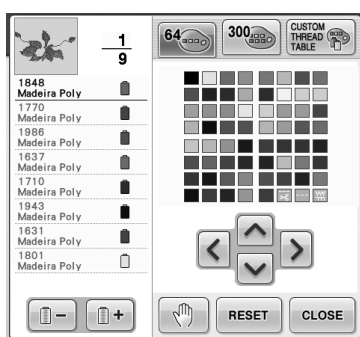 1
9
64
300
CUSTOM
THREAD
TABLE
1848
Madeira Poly
1770
Madeira Poly
1986
Madeira Poly
1637
Madeira Poly
1710
Madeira Poly
1943
Madeira Poly
1631
Madeira Poly
1801
Madeira Poly
−
+
RESET
CLOSE